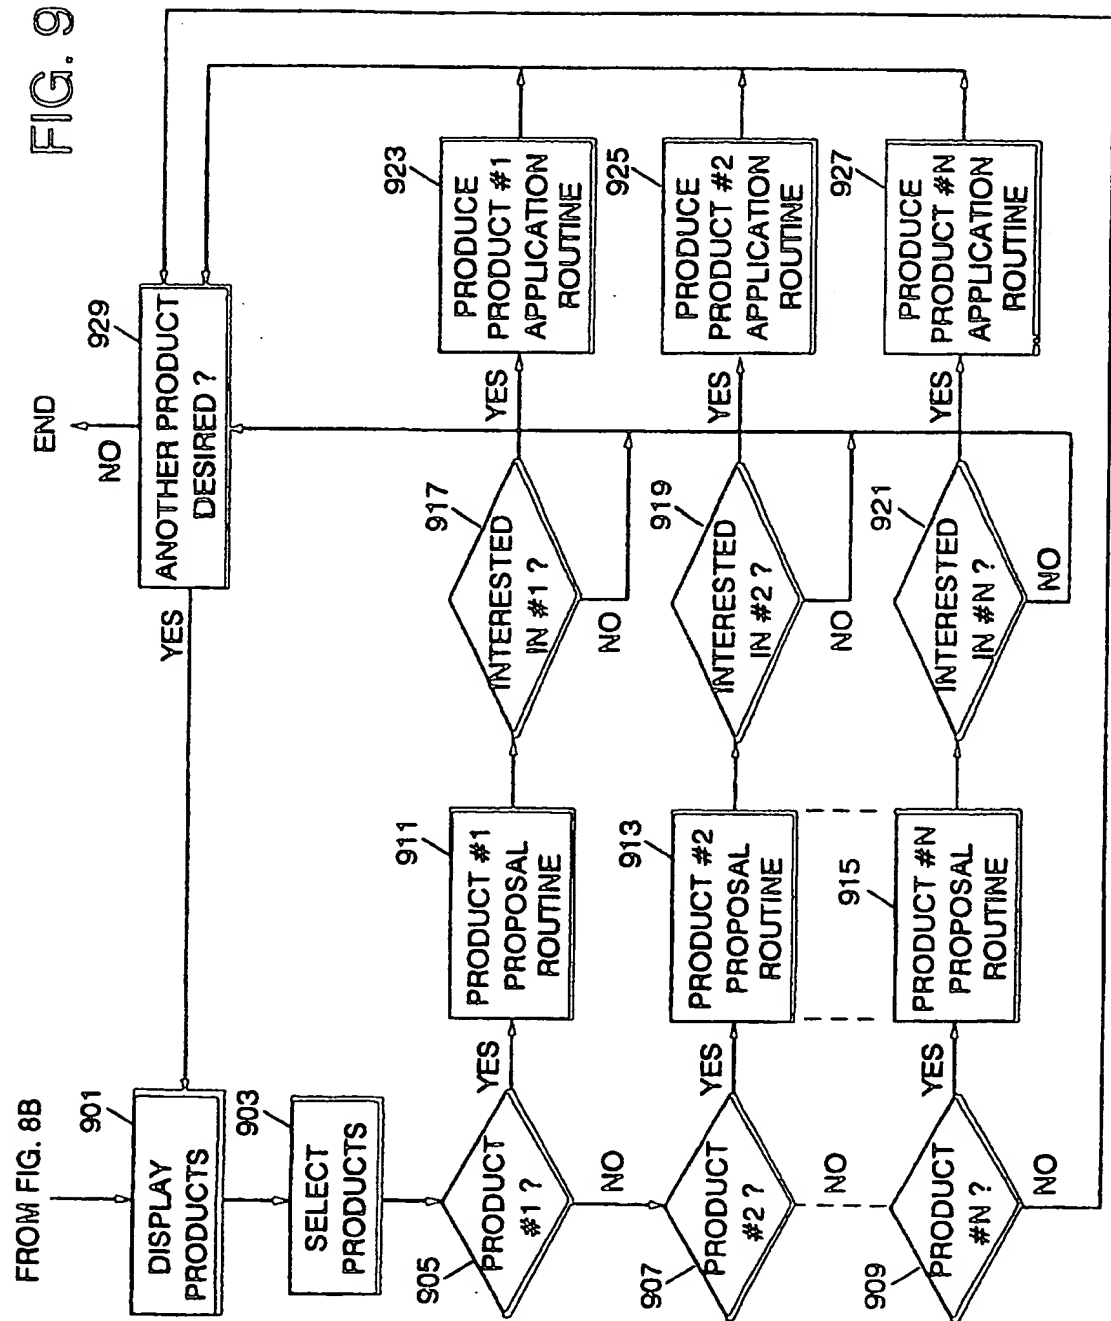 FIG. 9
FROM FIG. 8B
901
DISPLAY
PRODUCTS
903
SELECT
PRODUCTS
YES
929
ANOTHER PRODUCT
DESIRED?
NO
END
905
PRODUCT
#1?
YES
NO
911
PRODUCT #1
PROPOSAL
ROUTINE
917
INTERESTED
IN #1?
YES
NO
923
PRODUCE
PRODUCT #1
APPLICATION
ROUTINE
907
PRODUCT
#2?
YES
NO
913
PRODUCT #2
PROPOSAL
ROUTINE
919
INTERESTED
IN #2?
YES
NO
925
PRODUCE
PRODUCT #2
APPLICATION
ROUTINE
909
PRODUCT
#N?
YES
NO
915
PRODUCT #N
PROPOSAL
ROUTINE
921
INTERESTED
IN #N?
YES
NO
927
PRODUCE
PRODUCT #N
APPLICATION
ROUTINE